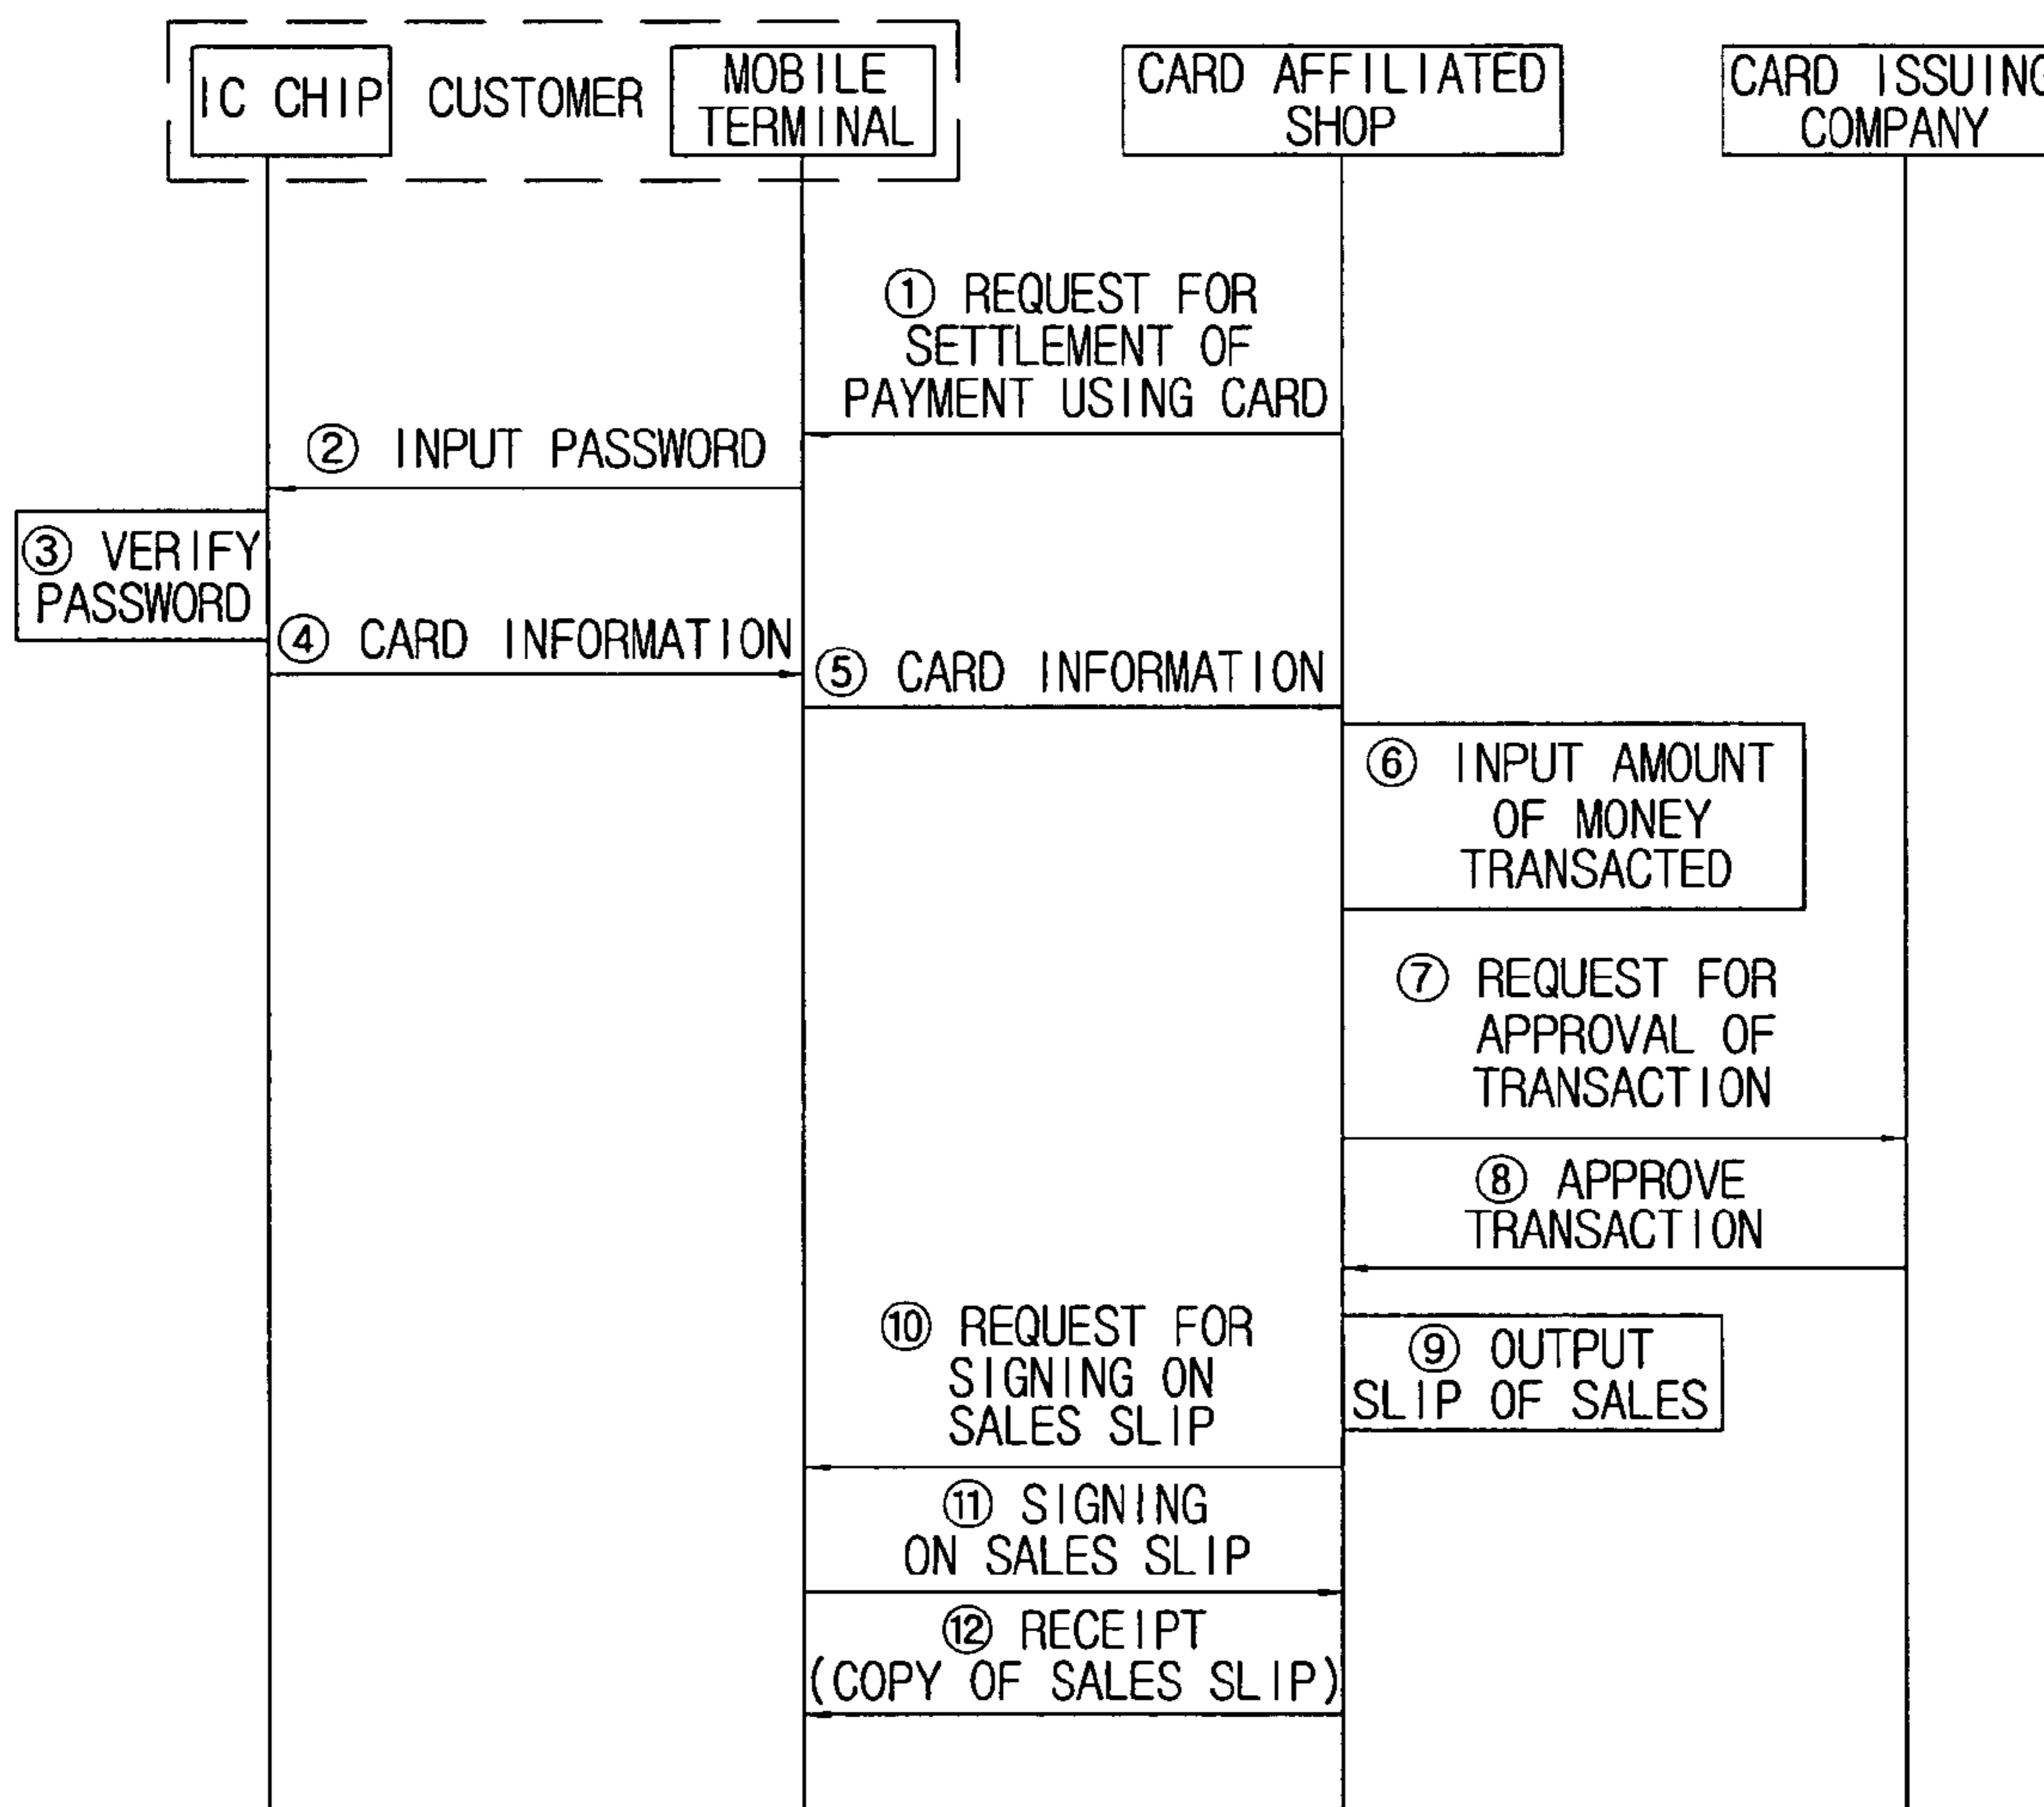 IC CHIP
CUSTOMER
MOBILE
TERMINAL
CARD AFFILIATED
SHOP
CARD ISSUING
COMPANY
① REQUEST FOR
SETTLEMENT OF
PAYMENT USING CARD
② INPUT PASSWORD
③ VERIFY
PASSWORD
④ CARD INFORMATION
⑤ CARD INFORMATION
⑥ INPUT AMOUNT
OF MONEY
TRANSACTED
⑦ REQUEST FOR
APPROVAL OF
TRANSACTION
⑧ APPROVE
TRANSACTION
⑨ OUTPUT
SLIP OF SALES
⑩ REQUEST FOR
SIGNING ON
SALES SLIP
⑪ SIGNING
ON SALES SLIP
⑫ RECEIPT
(COPY OF SALES SLIP)